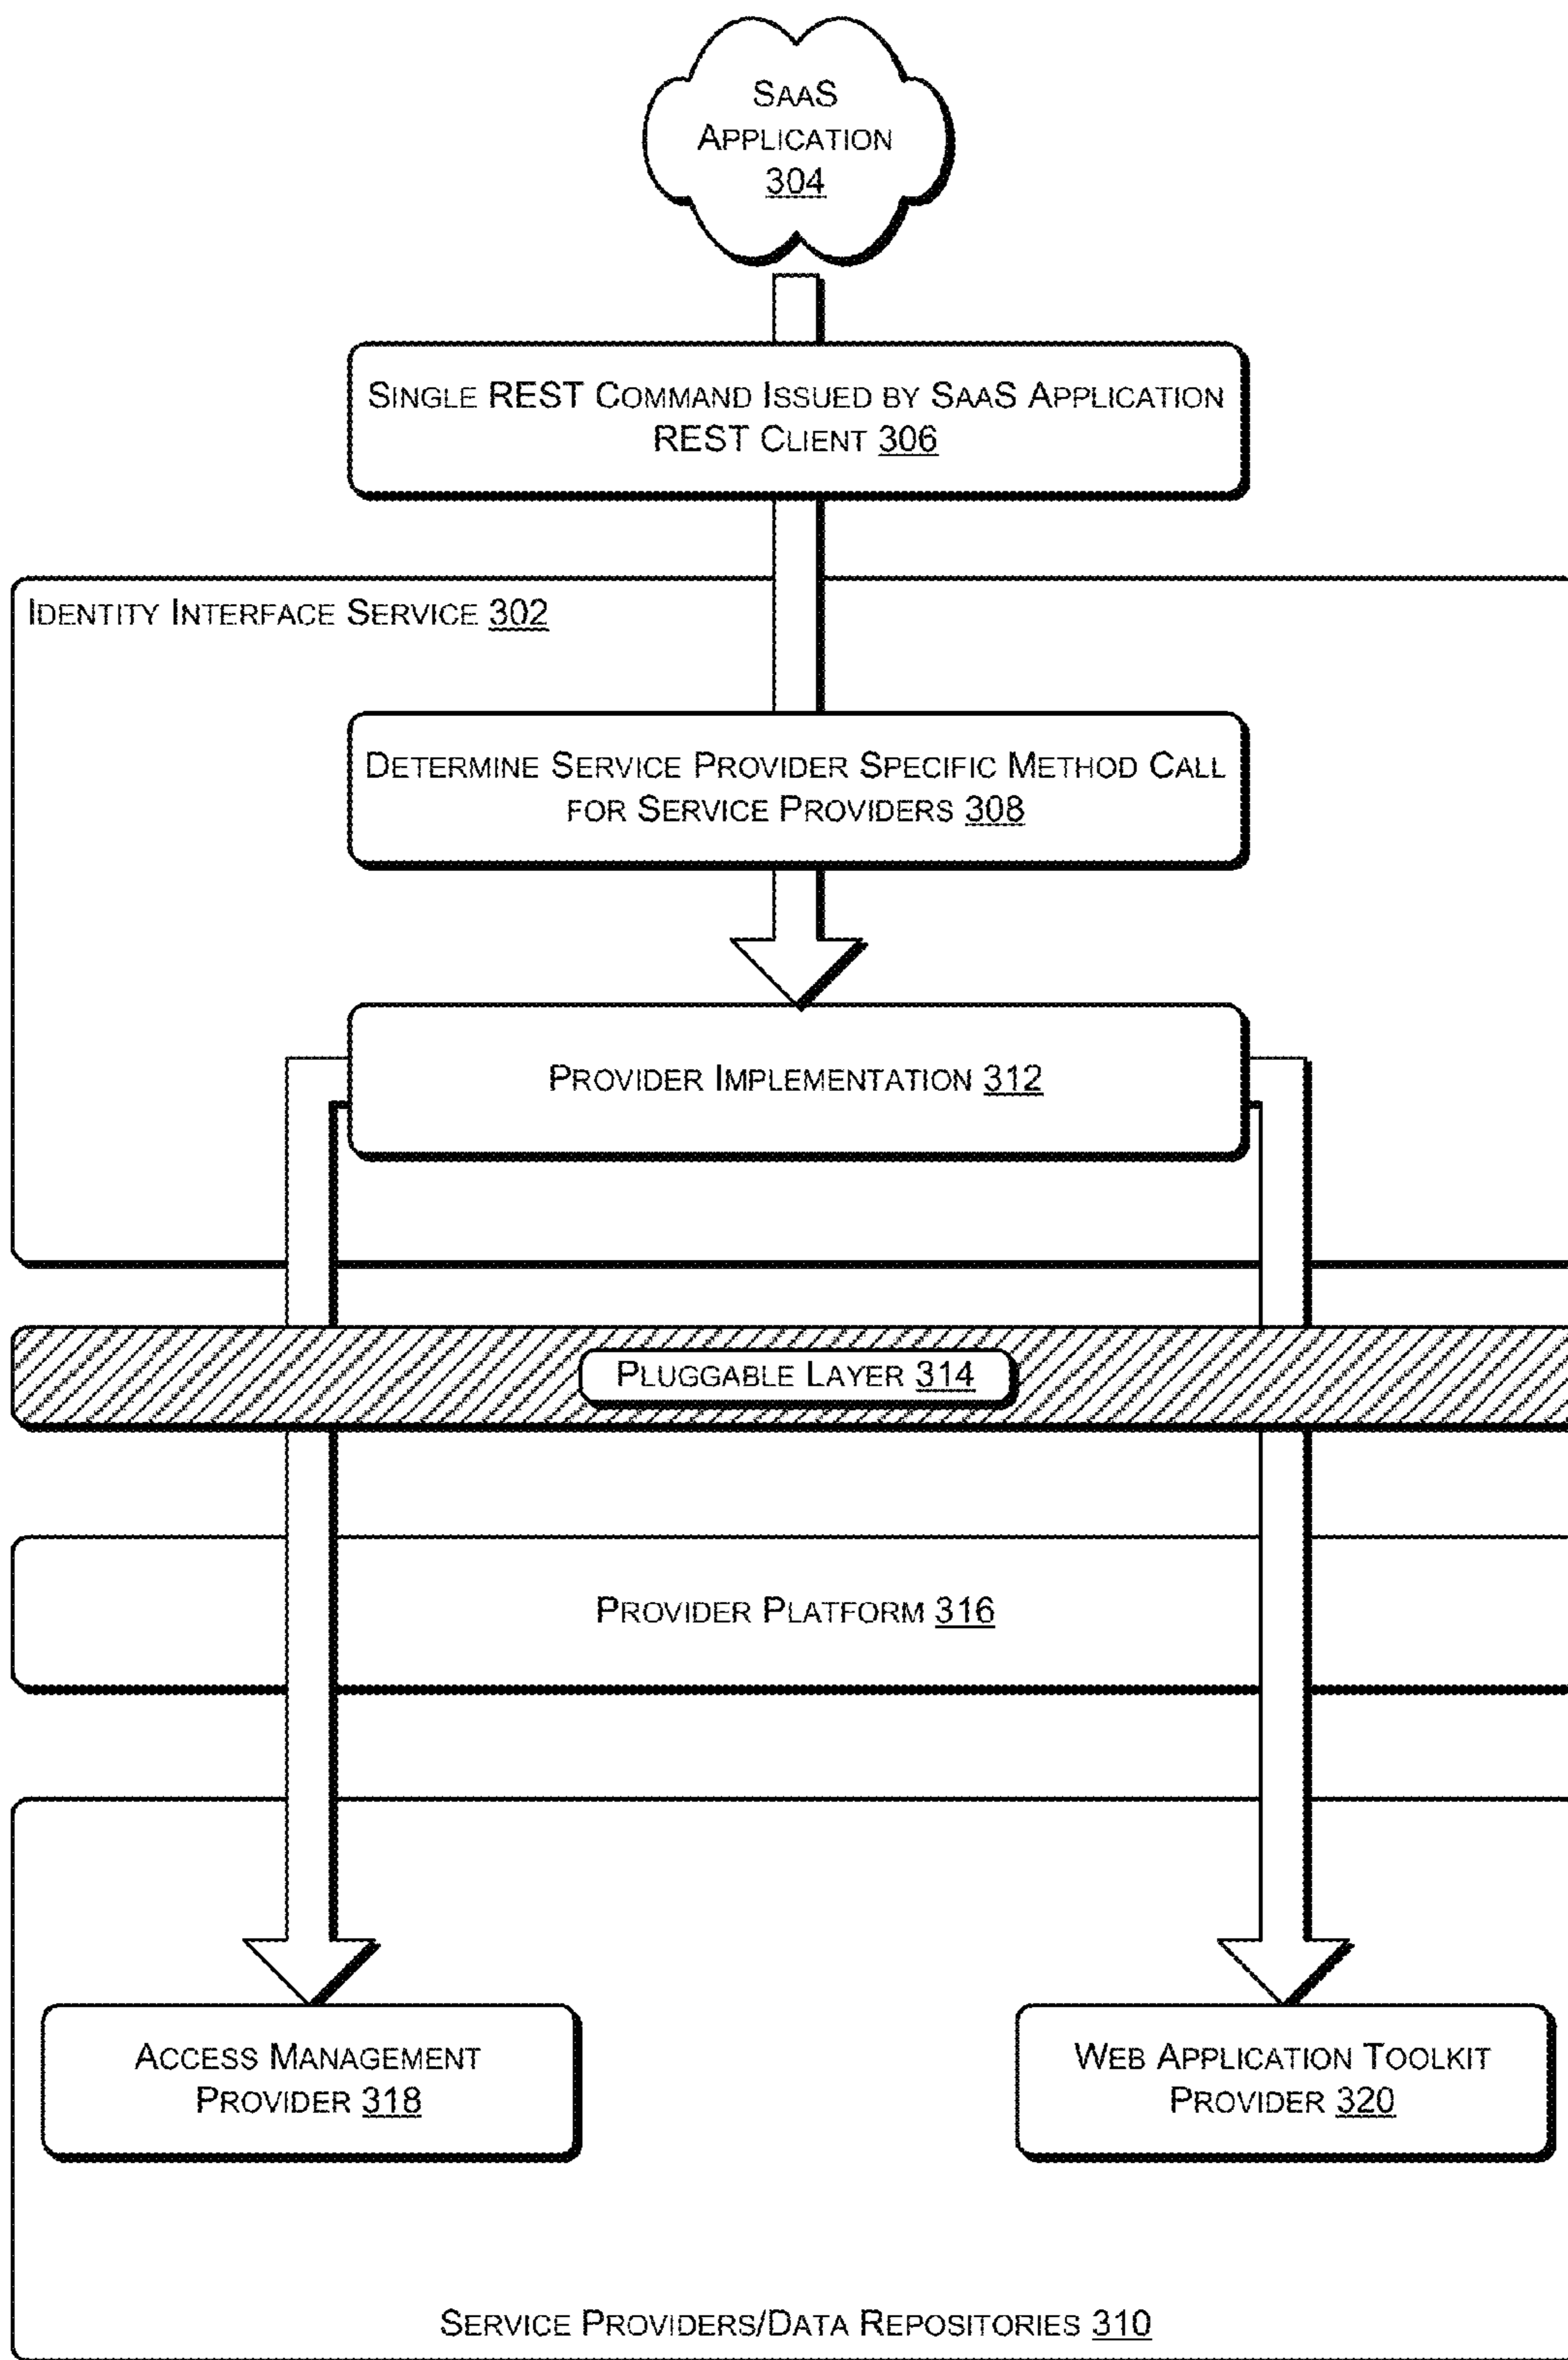 SAAS
APPLICATION
304
SINGLE REST COMMAND ISSUED BY SAAS APPLICATION
REST CLIENT 306
IDENTITY INTERFACE SERVICE 302
DETERMINE SERVICE PROVIDER SPECIFIC METHOD CALL
FOR SERVICE PROVIDERS 308
PROVIDER IMPLEMENTATION 312
PLUGGABLE LAYER 314
PROVIDER PLATFORM 316
ACCESS MANAGEMENT
PROVIDER 318
WEB APPLICATION TOOLKIT
PROVIDER 320
SERVICE PROVIDERS/DATA REPOSITORIES 310